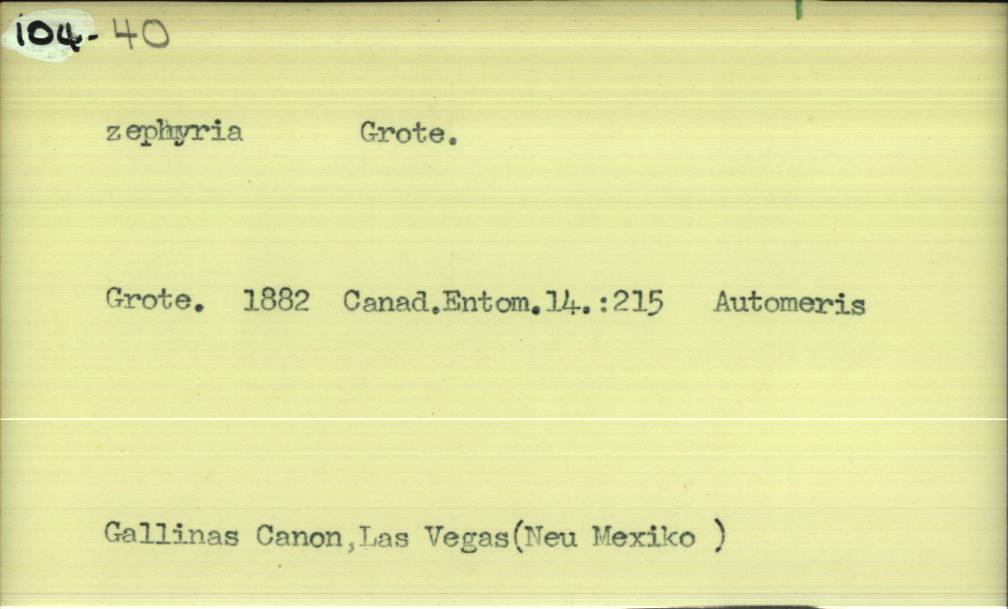 104-40
zephyria Grote.
Grote. 1882 Canad.Entom.14.:215 Automeris
Gallinas Canon,Las Vegas(Neu Mexiko )